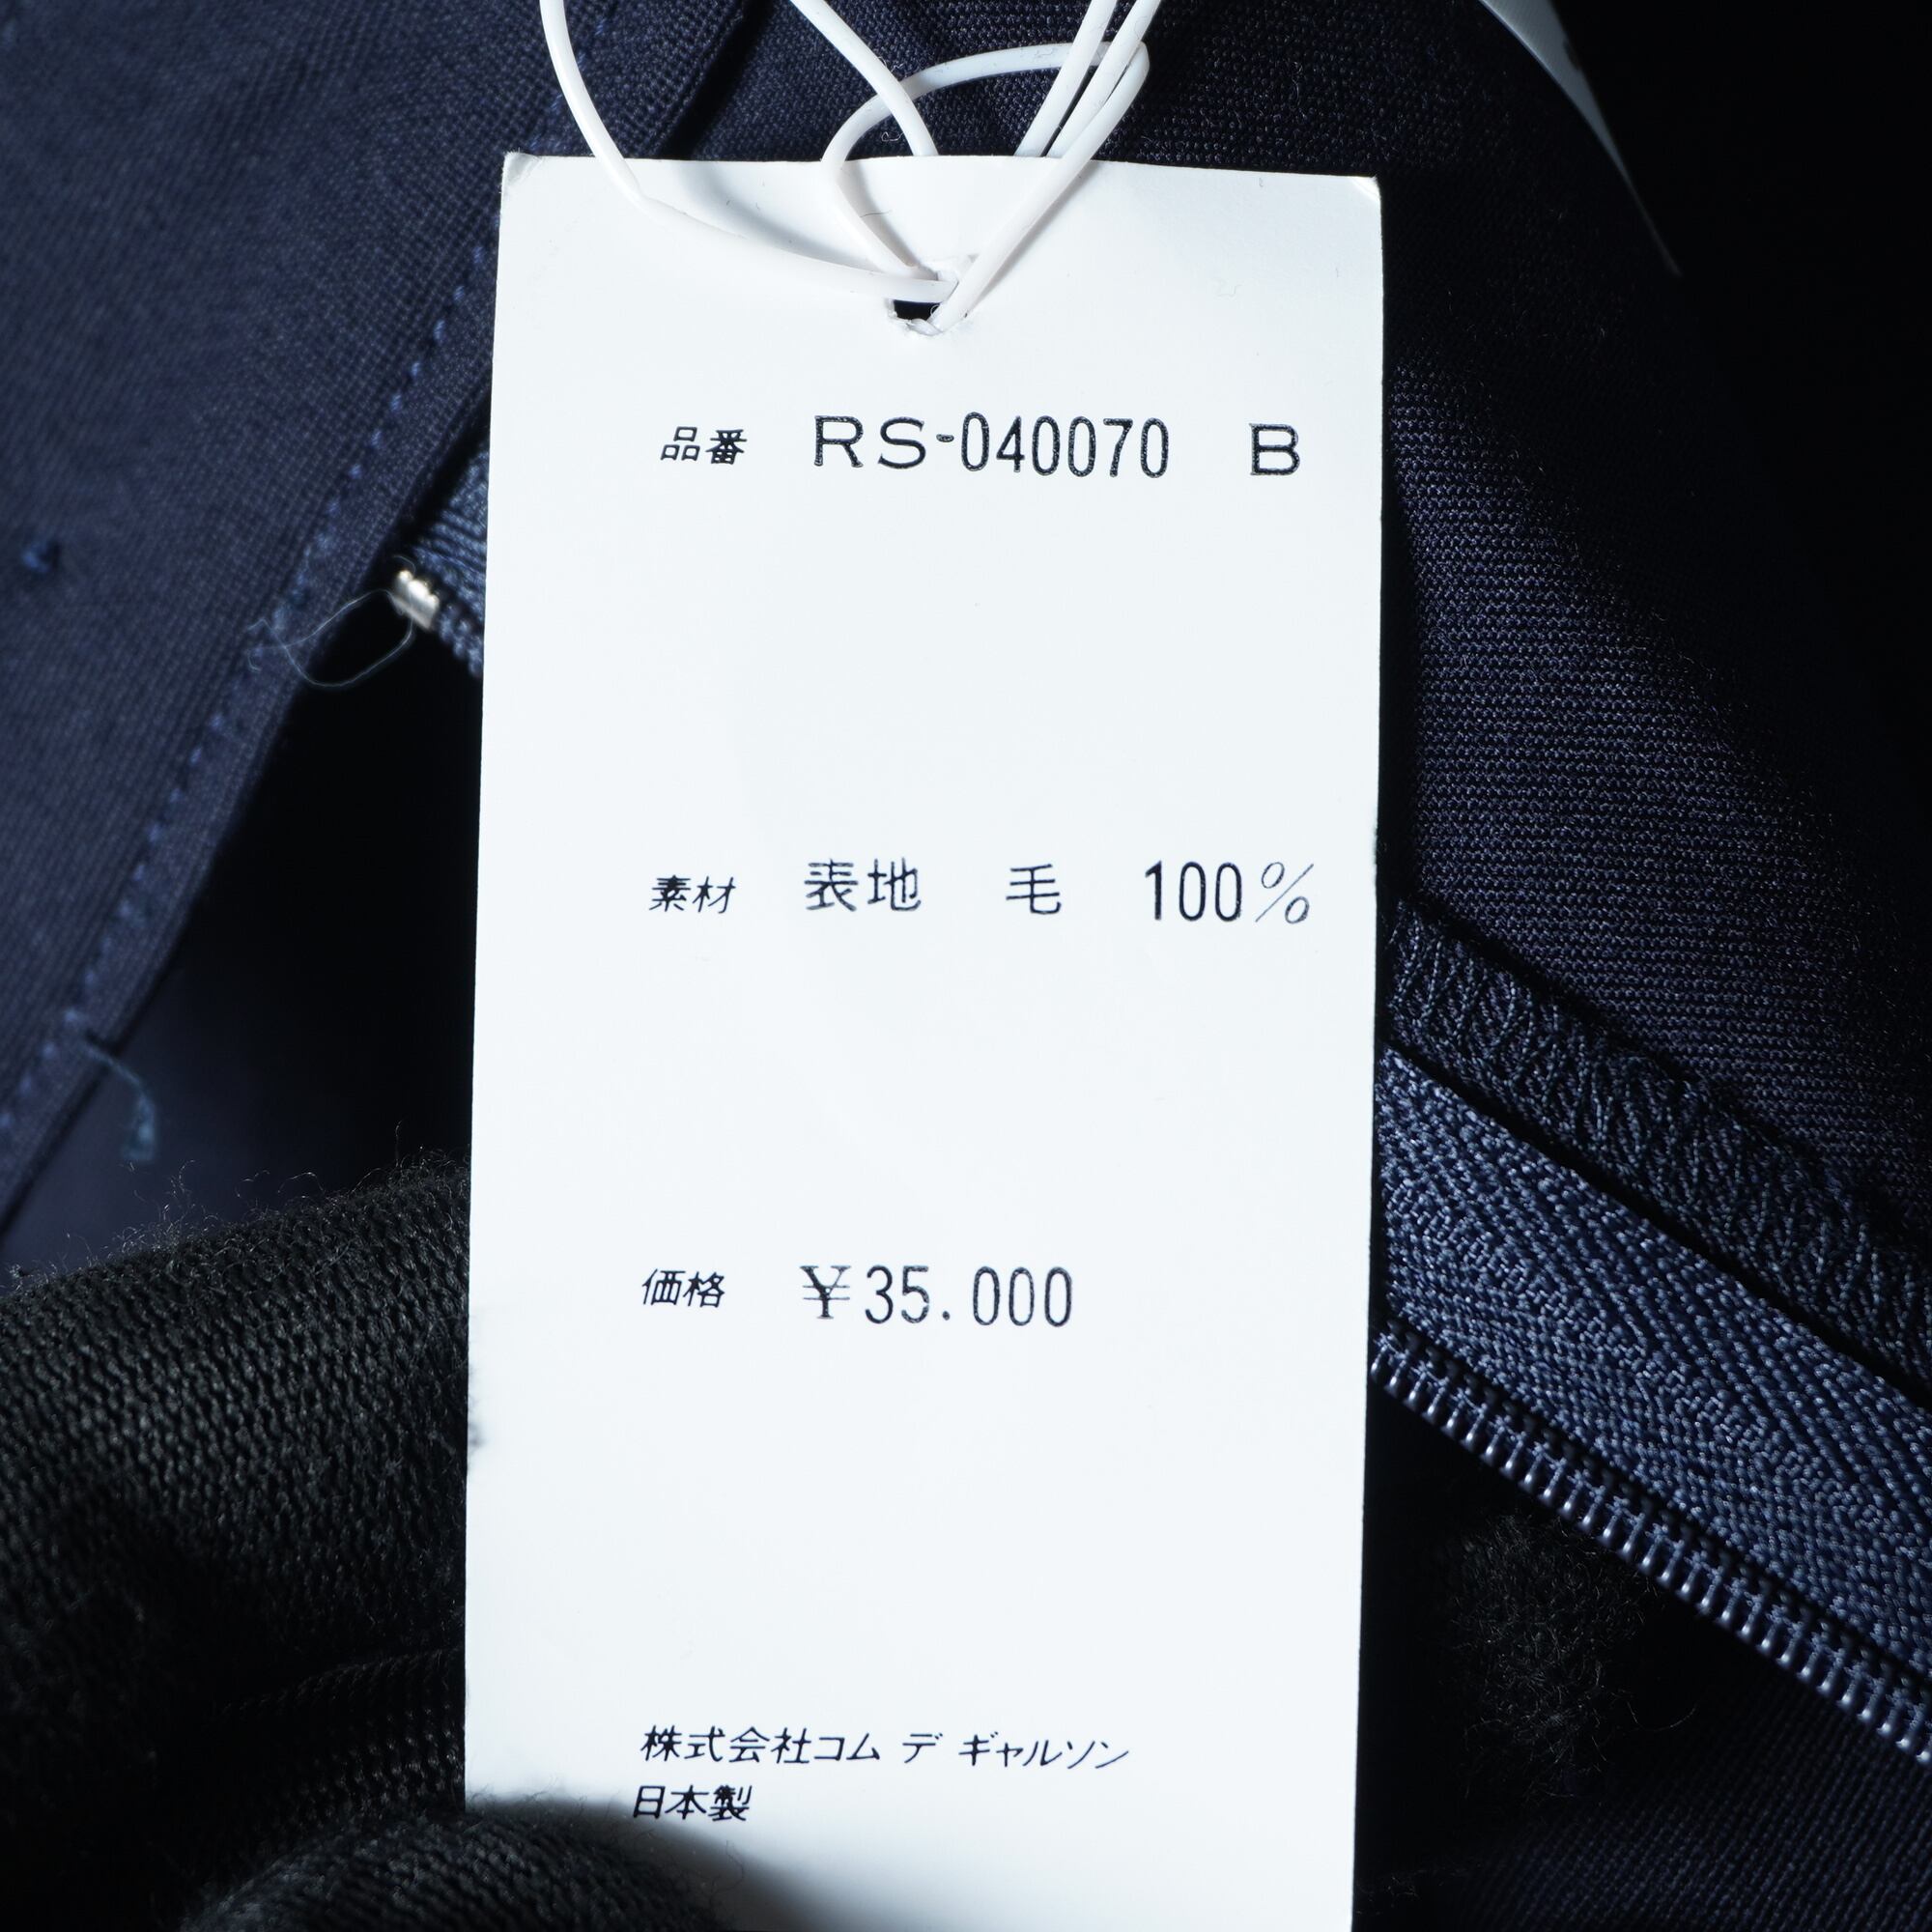 品番 RS-040070 B
素材 表地 毛 100%
価格 ¥35.000
株式会社コム デ ギャルソン
日本製